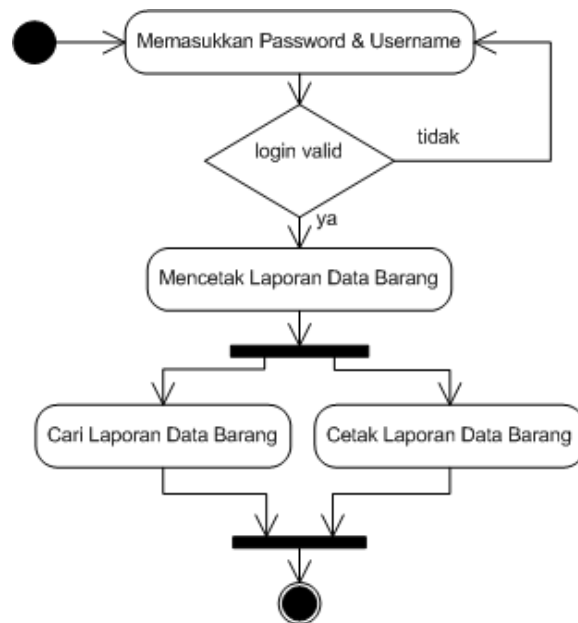 Memasukkan Password & Username
login valid
tidak
ya
Mencetak Laporan Data Barang
Cari Laporan Data Barang
Cetak Laporan Data Barang